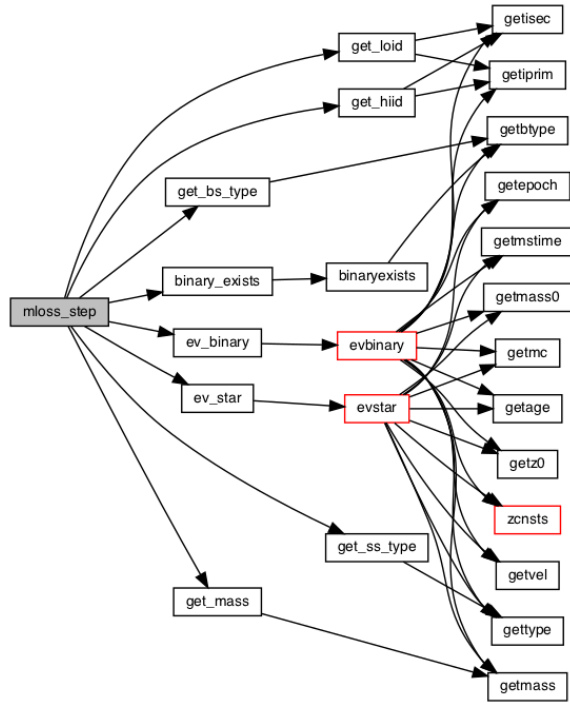 getisec
get_loid
getiprim
get_hiid
getbtype
get_bs_type
getepoch
getmstime
binary_exists
binaryexists
getmass0
mloss_step
ev_binary
evbinary
getmc
ev_star
evstar
getage
getz0
zcnsts
get_ss_type
getvel
get_mass
gettype
getmass